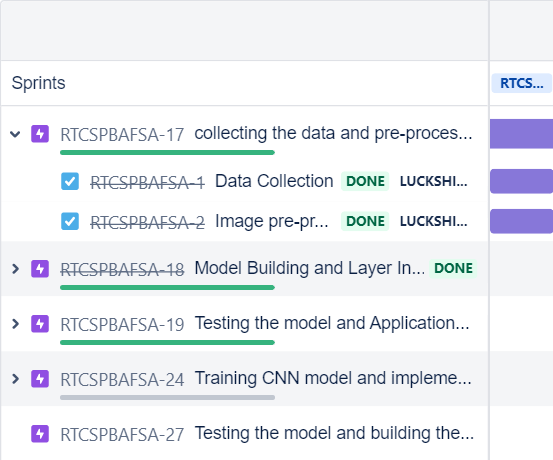 Sprints RTCS...
RTCSPBAFSA-17 collecting the data and pre-proces...
RTCSPBAFSA-1 Data Collection DONE LUCKSHI...
RTCSPBAFSA-2 Image pre-pr... DONE LUCKSHI...
RTCSPBAFSA-18 Model Building and Layer In... DONE
RTCSPBAFSA-19 Testing the model and Application...
RTCSPBAFSA-24 Training CNN model and impleme...
RTCSPBAFSA-27 Testing the model and building the...